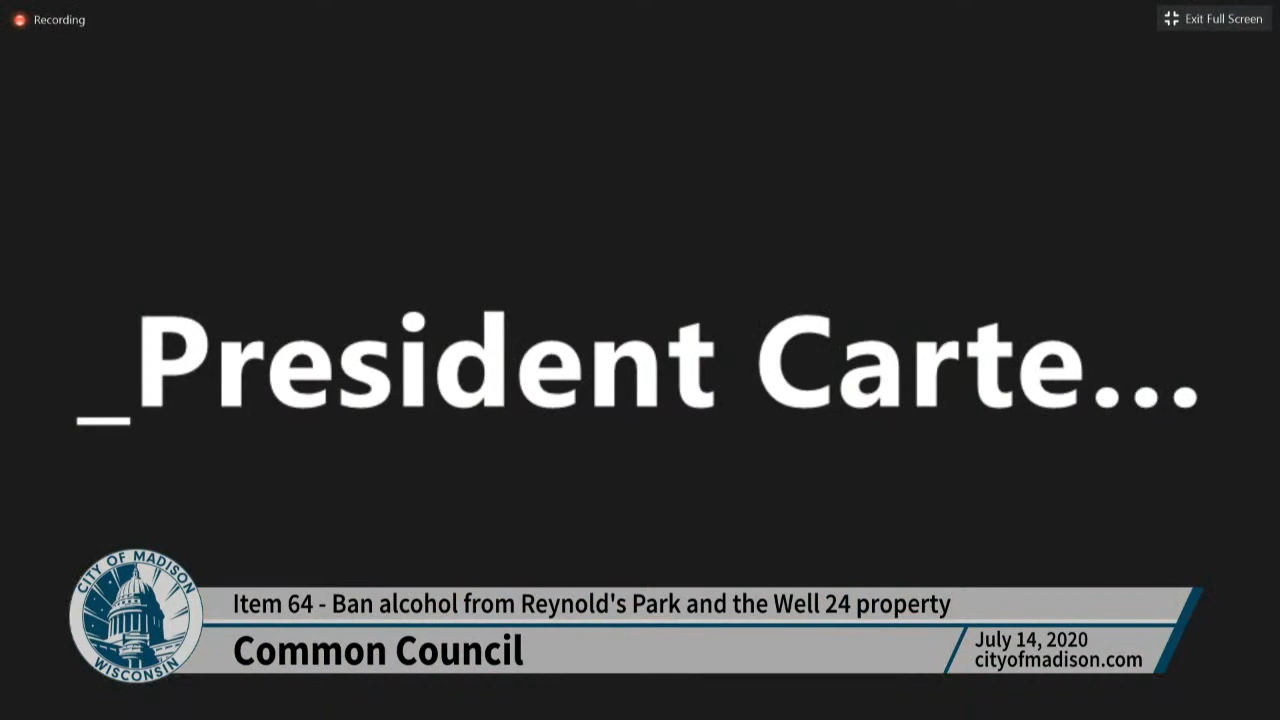 Recording
Exit Full Screen
_President Carte...
CITY OF MADISON
WISCONSIN
Item 64 - Ban alcohol from Reynold's Park and the Well 24 property
Common Council
July 14, 2020
cityofmadison.com